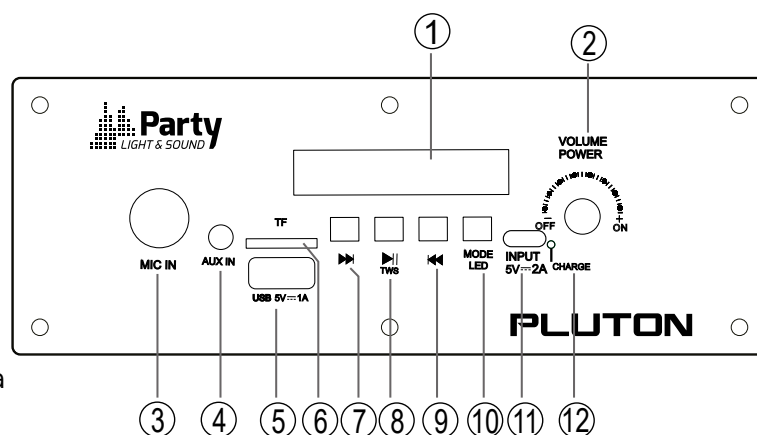 1
2
Party
LIGHT & SOUND
VOLUME
POWER
OFF
− +
ON
TF
MIC IN
AUX IN
USB 5V⎓1A
TWS
MODE
LED
INPUT
5V⎓2A
CHARGE
PLUTON
a
3 4 5 6 7 8 9 10 11 12